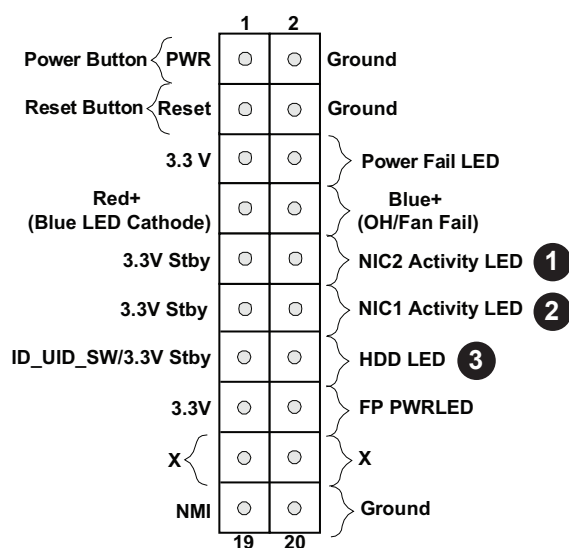 1 2
Power Button PWR Ground
Reset Button Reset Ground
3.3 V Power Fail LED
Red+ Blue+
(Blue LED Cathode) (OH/Fan Fail)
3.3V Stby NIC2 Activity LED 1
3.3V Stby NIC1 Activity LED 2
ID_UID_SW/3.3V Stby HDD LED 3
3.3V FP PWRLED
X X
NMI Ground
19 20